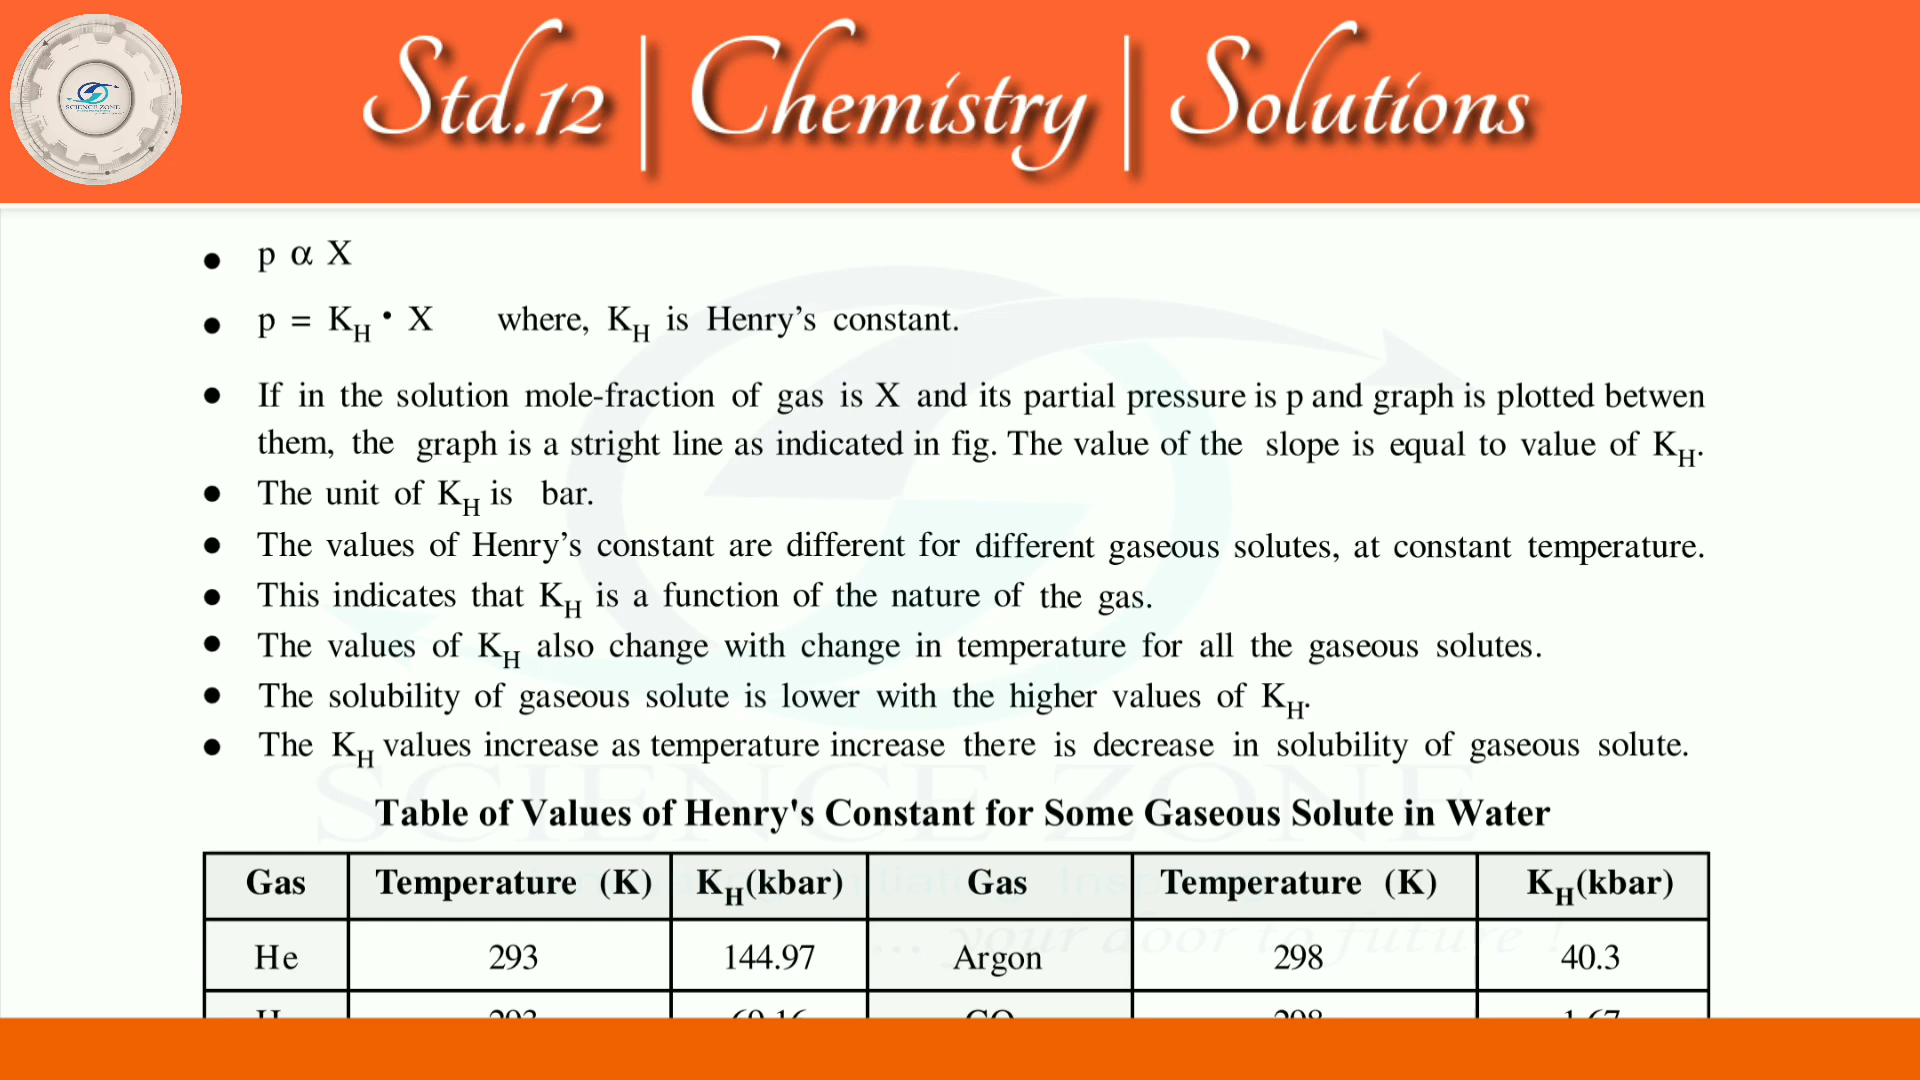 Std.12 | Chemistry | Solutions
SCIENCE ZONE
• p α X
• p = KH • X where, KH is Henry's constant.
• If in the solution mole-fraction of gas is X and its partial pressure is p and graph is plotted betwen
them, the graph is a stright line as indicated in fig. The value of the slope is equal to value of KH.
• The unit of KH is bar.
• The values of Henry's constant are different for different gaseous solutes, at constant temperature.
• This indicates that KH is a function of the nature of the gas.
• The values of KH also change with change in temperature for all the gaseous solutes.
• The solubility of gaseous solute is lower with the higher values of KH.
• The KH values increase as temperature increase there is decrease in solubility of gaseous solute.
SCIENCE ZONE
Table of Values of Henry's Constant for Some Gaseous Solute in Water
Gas Temperature (K) KH(kbar) Gas Temperature (K) KH(kbar)
... your door to future !
He 293 144.97 Argon 298 40.3